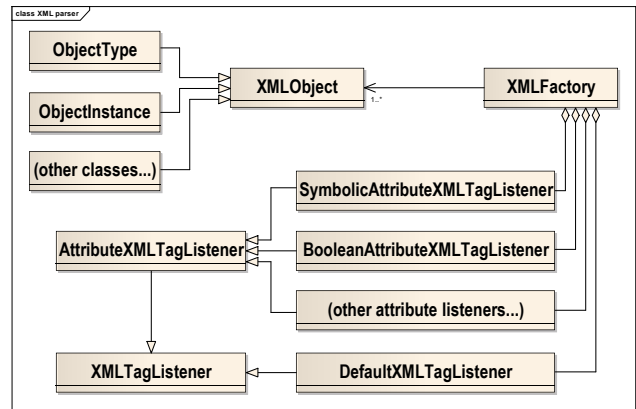 class XML parser
ObjectType
XMLObject
XMLFactory
1..*
ObjectInstance
(other classes...)
SymbolicAttributeXMLTagListener
AttributeXMLTagListener
BooleanAttributeXMLTagListener
(other attribute listeners...)
XMLTagListener
DefaultXMLTagListener